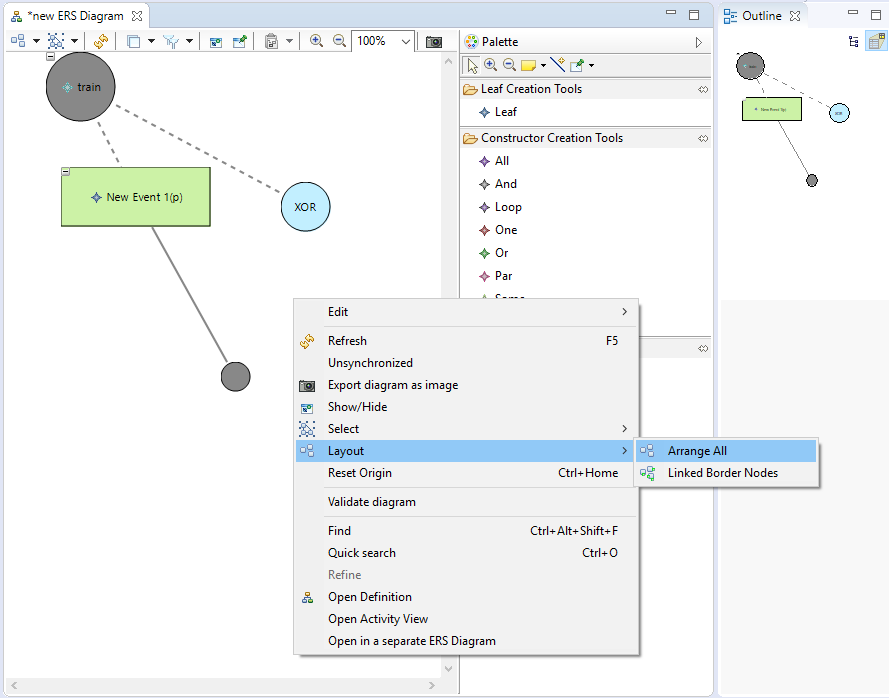 *new ERS Diagram
Outline
100%
Palette
Leaf Creation Tools
Leaf
Constructor Creation Tools
All
And
Loop
One
Or
Par
train
New Event 1(p)
XOR
Edit
Refresh F5
Unsynchronized
Export diagram as image
Show/Hide
Select
Layout
Arrange All
Reset Origin Ctrl+Home
Linked Border Nodes
Validate diagram
Find Ctrl+Alt+Shift+F
Quick search Ctrl+O
Refine
Open Definition
Open Activity View
Open in a separate ERS Diagram
New Event 1(p)
XOR